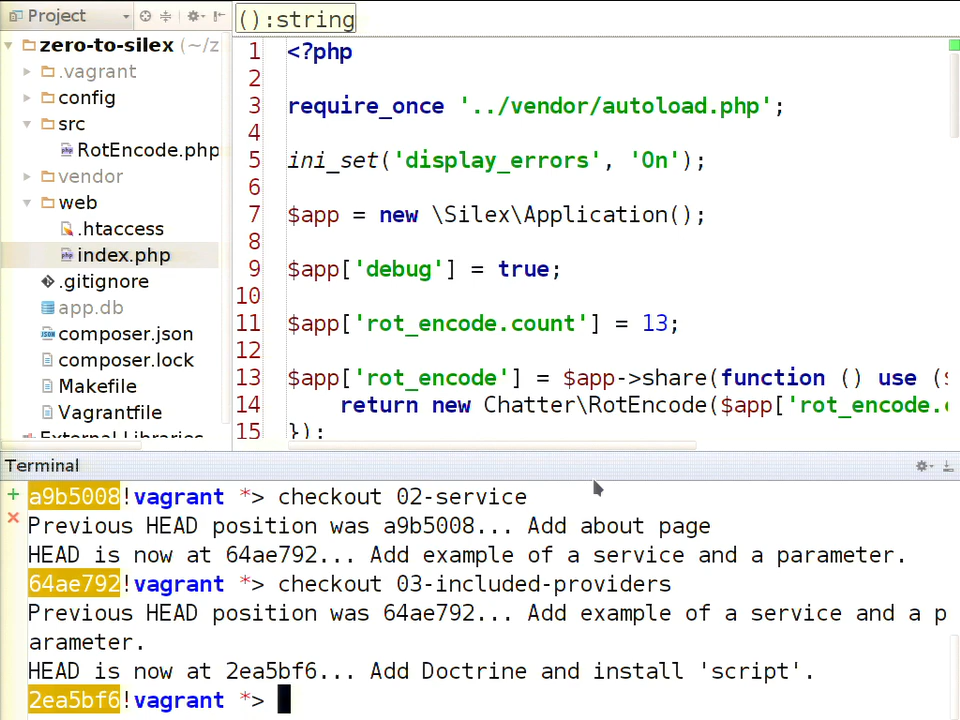 Project
zero-to-silex (~/z
.vagrant
config
src
RotEncode.php
vendor
web
.htaccess
index.php
.gitignore
app.db
composer.json
composer.lock
Makefile
Vagrantfile
External Libraries
():string
1 <?php
2
3 require_once '../vendor/autoload.php';
4
5 ini_set('display_errors', 'On');
6
7 $app = new \Silex\Application();
8
9 $app['debug'] = true;
10
11 $app['rot_encode.count'] = 13;
12
13 $app['rot_encode'] = $app->share(function () use ($
14 return new Chatter\RotEncode($app['rot_encode.
15 });
Terminal
a9b5008!vagrant *> checkout 02-service
Previous HEAD position was a9b5008... Add about page
HEAD is now at 64ae792... Add example of a service and a parameter.
64ae792!vagrant *> checkout 03-included-providers
Previous HEAD position was 64ae792... Add example of a service and a p
arameter.
HEAD is now at 2ea5bf6... Add Doctrine and install 'script'.
2ea5bf6!vagrant *>